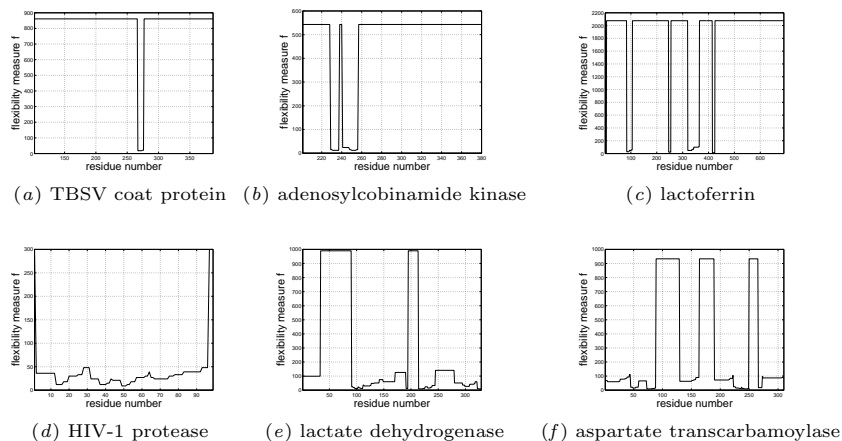 900
800
700
600
500
400
300
200
100
0
flexibility measure f
150 200 250 300 350
residue number
(a) TBSV coat protein
600
500
400
300
200
100
0
flexibility measure f
220 240 260 280 300 320 340 360 380
residue number
(b) adenosylcobinamide kinase
2200
2000
1800
1600
1400
1200
1000
800
600
400
200
0
flexibility measure f
100 200 300 400 500 600
residue number
(c) lactoferrin
300
250
200
150
100
50
0
flexibility measure f
10 20 30 40 50 60 70 80 90
residue number
(d) HIV-1 protease
1000
900
800
700
600
500
400
300
200
100
0
flexibility measure f
50 100 150 200 250 300
residue number
(e) lactate dehydrogenase
1000
900
800
700
600
500
400
300
200
100
0
flexibility measure f
50 100 150 200 250 300
residue number
(f) aspartate transcarbamoylase